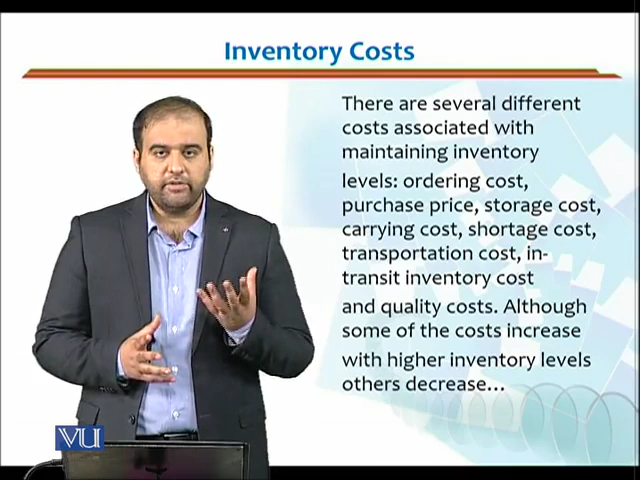 Inventory Costs
There are several different
costs associated with
maintaining inventory
levels: ordering cost,
purchase price, storage cost,
carrying cost, shortage cost,
transportation cost, in-
transit inventory cost
and quality costs. Although
some of the costs increase
with higher inventory levels
others decrease...
VU